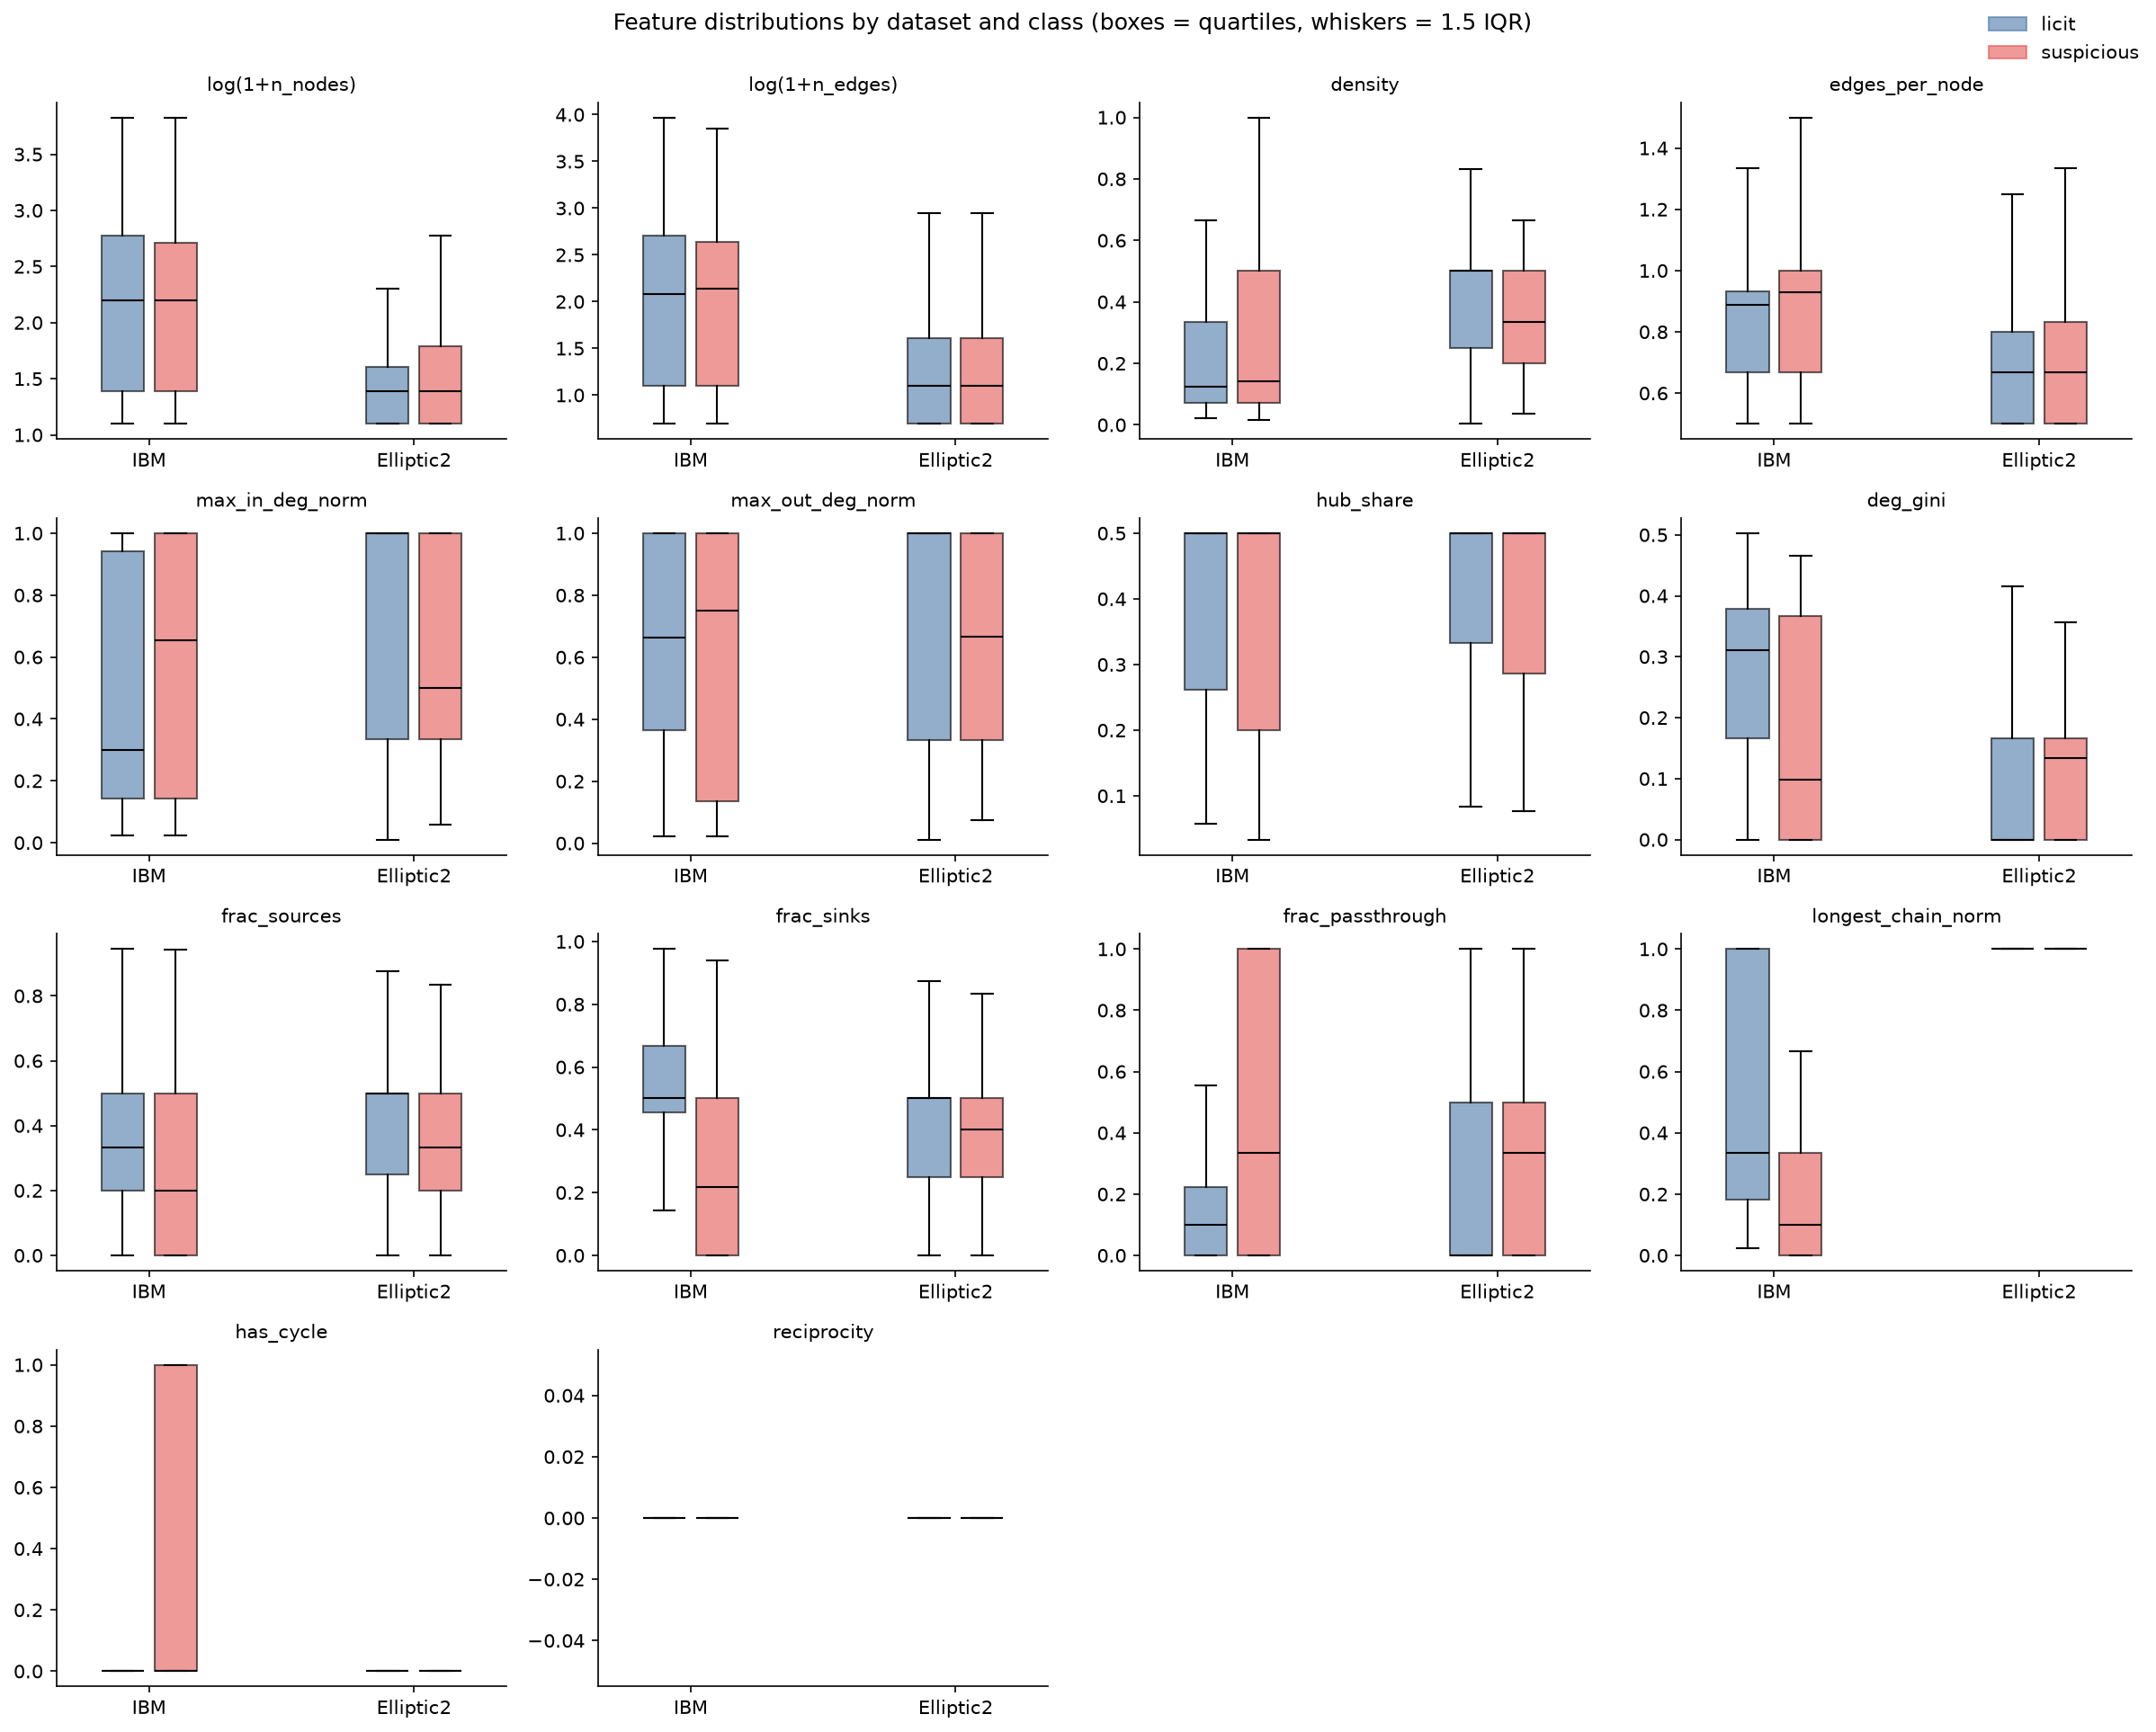 Feature distributions by dataset and class (boxes = quartiles, whiskers = 1.5 IQR)
licit
suspicious
log(1+n_nodes)
3.5
3.0
2.5
2.0
1.5
1.0
IBM
Elliptic2
log(1+n_edges)
4.0
3.5
3.0
2.5
2.0
1.5
1.0
IBM
Elliptic2
density
1.0
0.8
0.6
0.4
0.2
0.0
IBM
Elliptic2
edges_per_node
1.4
1.2
1.0
0.8
0.6
IBM
Elliptic2
max_in_deg_norm
1.0
0.8
0.6
0.4
0.2
0.0
IBM
Elliptic2
max_out_deg_norm
1.0
0.8
0.6
0.4
0.2
0.0
IBM
Elliptic2
hub_share
0.5
0.4
0.3
0.2
0.1
IBM
Elliptic2
deg_gini
0.5
0.4
0.3
0.2
0.1
0.0
IBM
Elliptic2
frac_sources
0.8
0.6
0.4
0.2
0.0
IBM
Elliptic2
frac_sinks
1.0
0.8
0.6
0.4
0.2
0.0
IBM
Elliptic2
frac_passthrough
1.0
0.8
0.6
0.4
0.2
0.0
IBM
Elliptic2
longest_chain_norm
1.0
0.8
0.6
0.4
0.2
0.0
IBM
Elliptic2
has_cycle
1.0
0.8
0.6
0.4
0.2
0.0
IBM
Elliptic2
reciprocity
0.04
0.02
0.00
−0.02
−0.04
IBM
Elliptic2